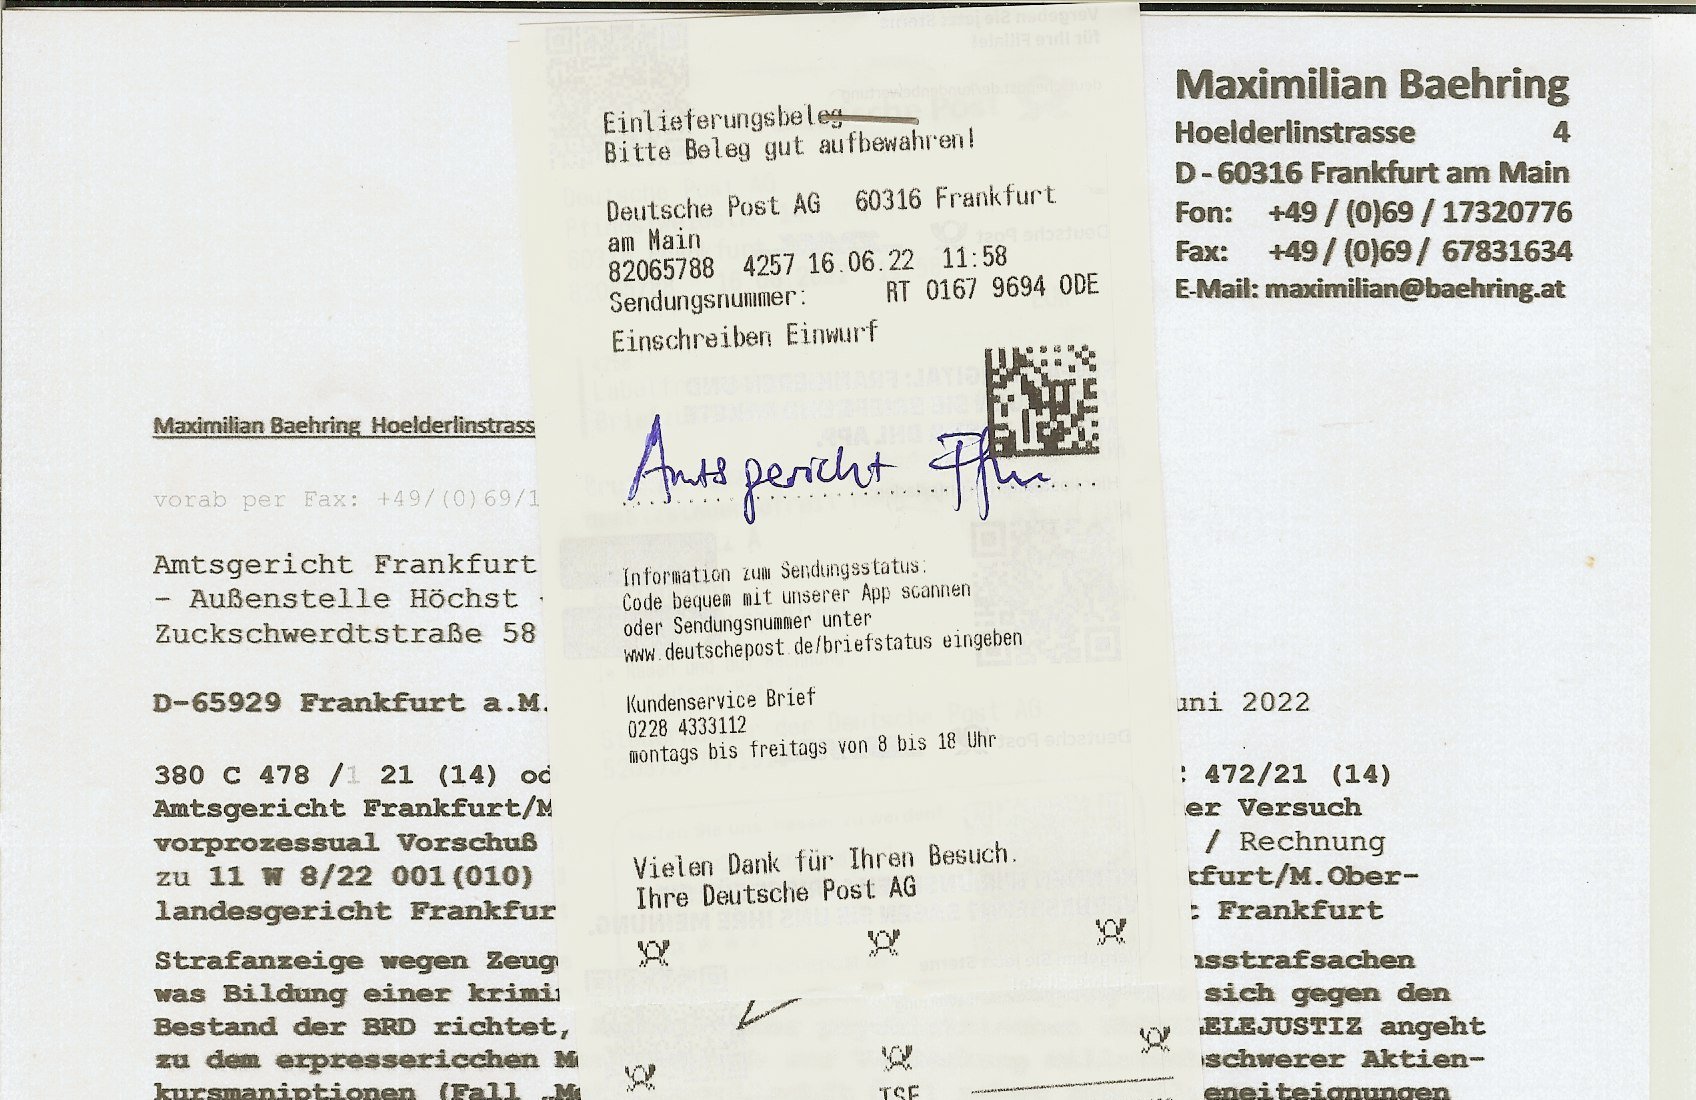 Maximilian Baehring
Hoelderlinstrasse 4
D - 60316 Frankfurt am Main
Fon: +49 / (0)69 / 17320776
Fax: +49 / (0)69 / 67831634
E-Mail: maximilian@baehring.at
Einlieferungsbeleg
Bitte Beleg gut aufbewahren!
Deutsche Post AG 60316 Frankfurt
am Main
82065788 4257 16.06.22 11:58
Sendungsnummer: RT 0167 9694 0DE
Einschreiben Einwurf
Amtsgericht Ffm
Information zum Sendungsstatus:
Code bequem mit unserer App scannen
oder Sendungsnummer unter
www.deutschepost.de/briefstatus eingeben
Kundenservice Brief
0228 4333112
montags bis freitags von 8 bis 18 Uhr
Vielen Dank für Ihren Besuch.
Ihre Deutsche Post AG
TSE
Maximilian Baehring Hoelderlinstrass
vorab per Fax: +49/(0)69/1
Amtsgericht Frankfurt
- Außenstelle Höchst
Zuckschwerdtstraße 58
D-65929 Frankfurt a.M. uni 2022
380 C 478 /1 21 (14) od 472/21 (14)
Amtsgericht Frankfurt/M er Versuch
vorprozessual Vorschuß / Rechnung
zu 11 W 8/22 001(010) kfurt/M.Ober-
landesgericht Frankfur t Frankfurt
Strafanzeige wegen Zeug nsstrafsachen
was Bildung einer krimi sich gegen den
Bestand der BRD richtet, ELEJUSTIZ angeht
zu dem erpressericchen M schwerer Aktien-
kursmaniptionen (Fall „Me eneiteignungen